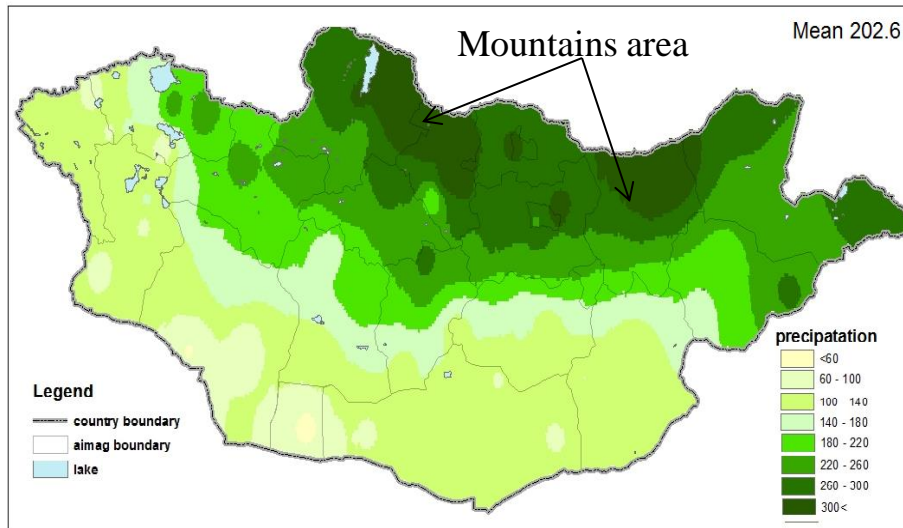 Mountains area
Mean 202.6
precipatation
<60
60 - 100
100 140
140 - 180
180 - 220
220 - 260
260 - 300
300<
Legend
country boundary
aimag boundary
lake